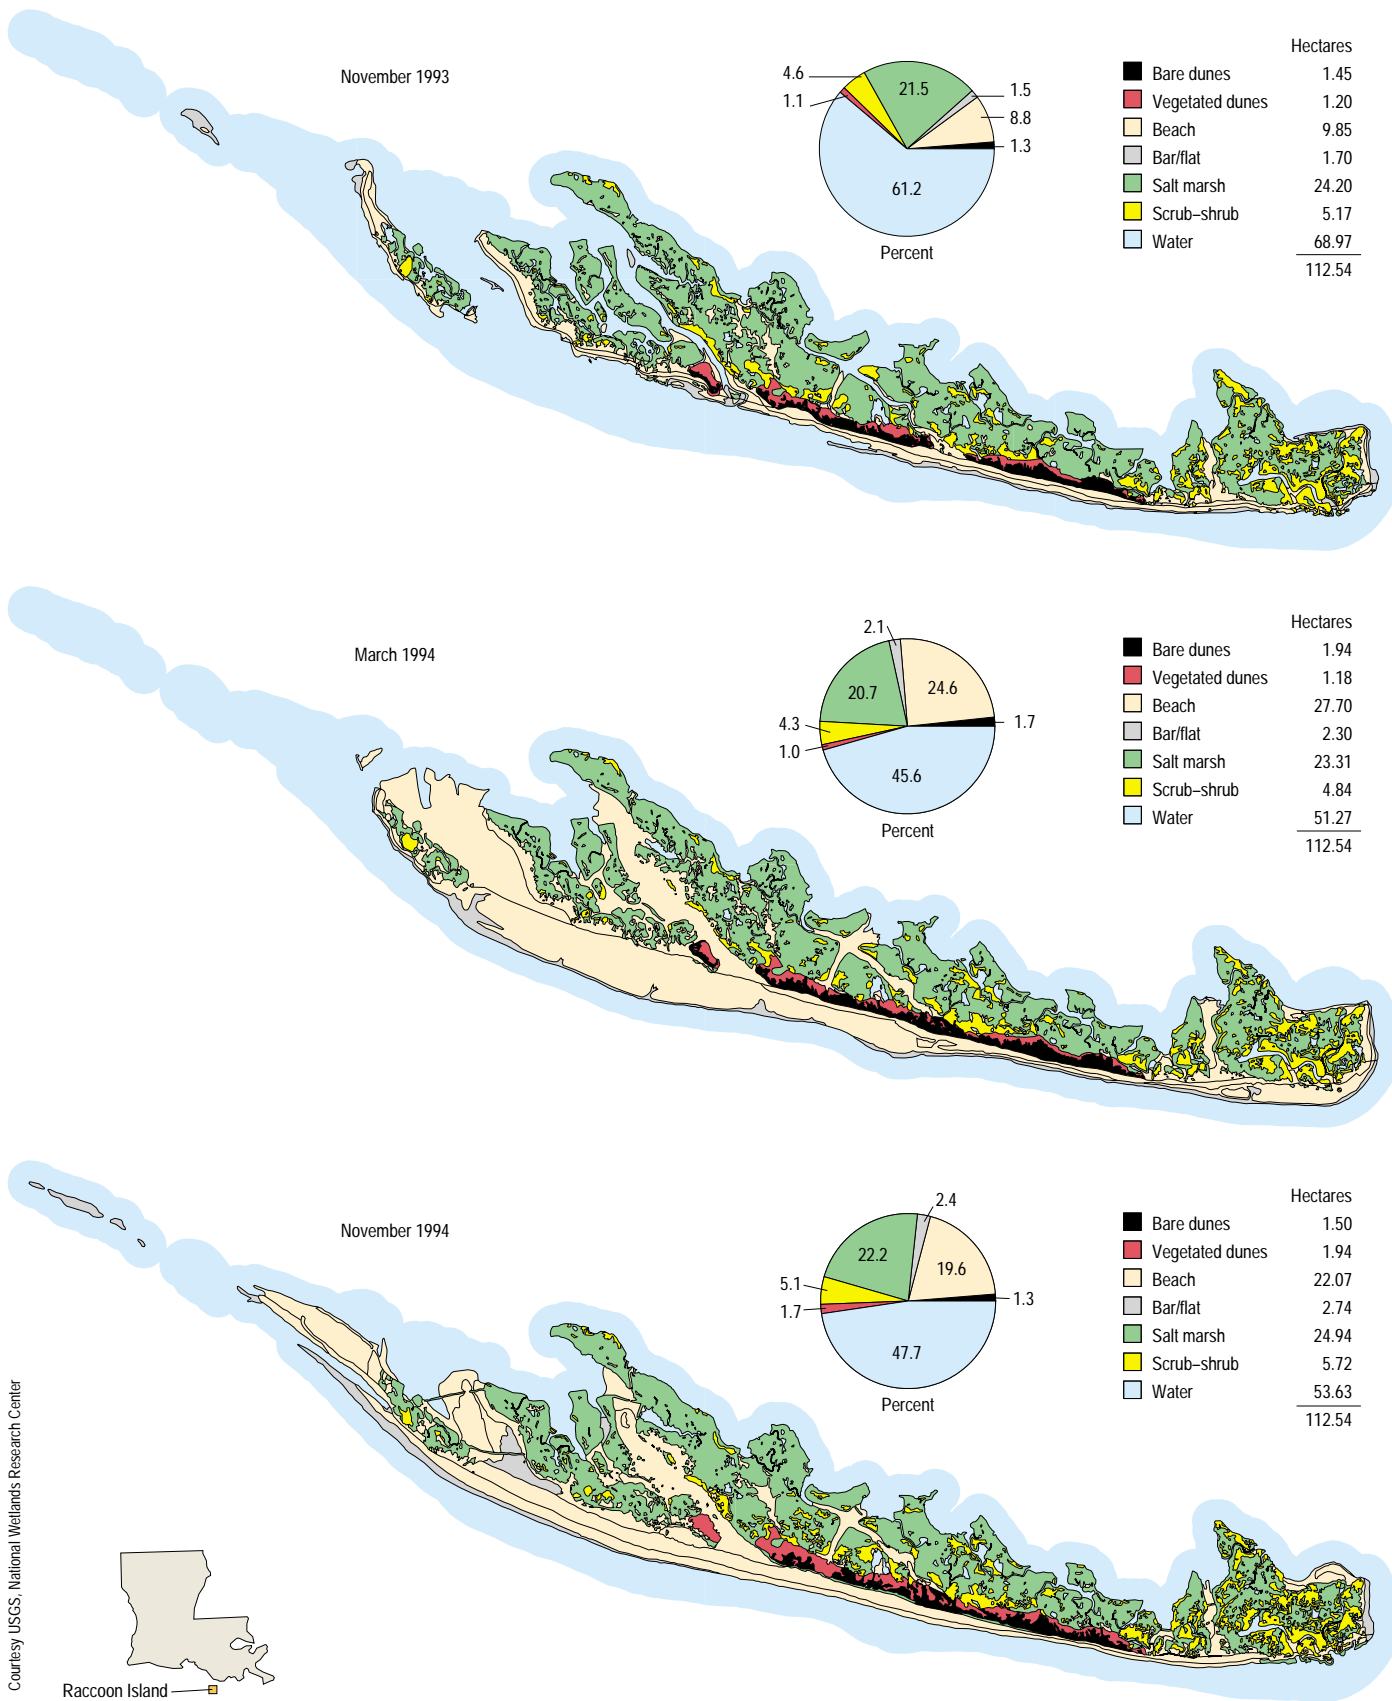 November 1993
4.6
1.1
21.5
1.5
8.8
1.3
61.2
Percent
Hectares
Bare dunes 1.45
Vegetated dunes 1.20
Beach 9.85
Bar/flat 1.70
Salt marsh 24.20
Scrub–shrub 5.17
Water 68.97
112.54
March 1994
2.1
20.7
24.6
4.3
1.0
1.7
45.6
Percent
Hectares
Bare dunes 1.94
Vegetated dunes 1.18
Beach 27.70
Bar/flat 2.30
Salt marsh 23.31
Scrub–shrub 4.84
Water 51.27
112.54
November 1994
2.4
22.2
19.6
5.1
1.7
1.3
47.7
Percent
Hectares
Bare dunes 1.50
Vegetated dunes 1.94
Beach 22.07
Bar/flat 2.74
Salt marsh 24.94
Scrub–shrub 5.72
Water 53.63
112.54
Courtesy USGS, National Wetlands Research Center
Raccoon Island